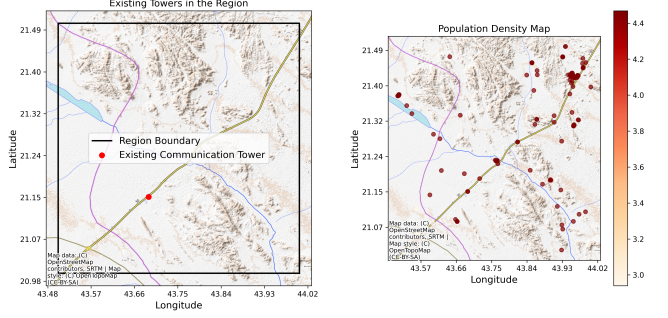 Existing Towers in the Region
21.49
21.40
21.32
21.24
21.15
21.07
20.98
Latitude
Region Boundary
Existing Communication Tower
Map data: (C)
OpenStreetMap
contributors, SRTM | Map
style: (C) OpenTopoMap
(CC-BY-SA)
43.48 43.57 43.66 43.75 43.84 43.93 44.02
Longitude
Population Density Map
21.49
21.40
21.32
21.24
21.15
21.07
Latitude
Map data: (C)
OpenStreetMap
contributors, SRTM |
Map style: (C)
OpenTopoMap
(CC-BY-SA)
43.57 43.66 43.75 43.84 43.93 44.02
Longitude
4.4
4.2
4.0
3.8
3.6
3.4
3.2
3.0